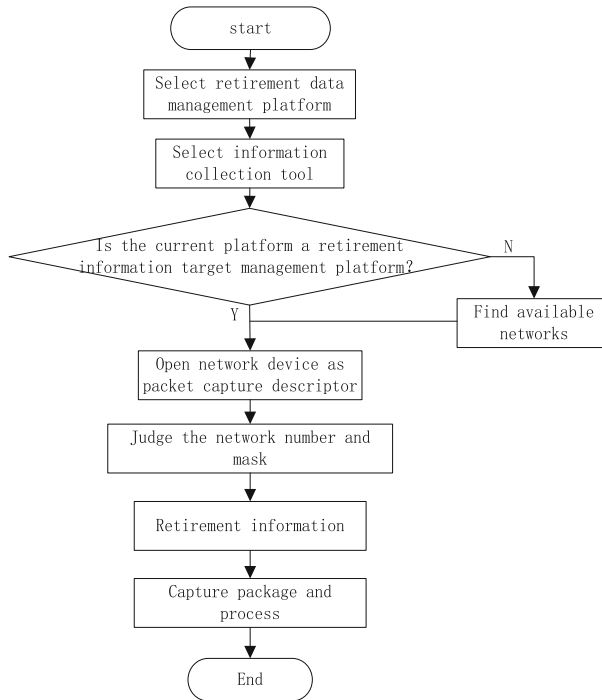 start
Select retirement data
management platform
Select information
collection tool
Is the current platform a retirement
information target management platform?
N
Find available
networks
Y
Open network device as
packet capture descriptor
Judge the network number and
mask
Retirement information
Capture package and
process
End